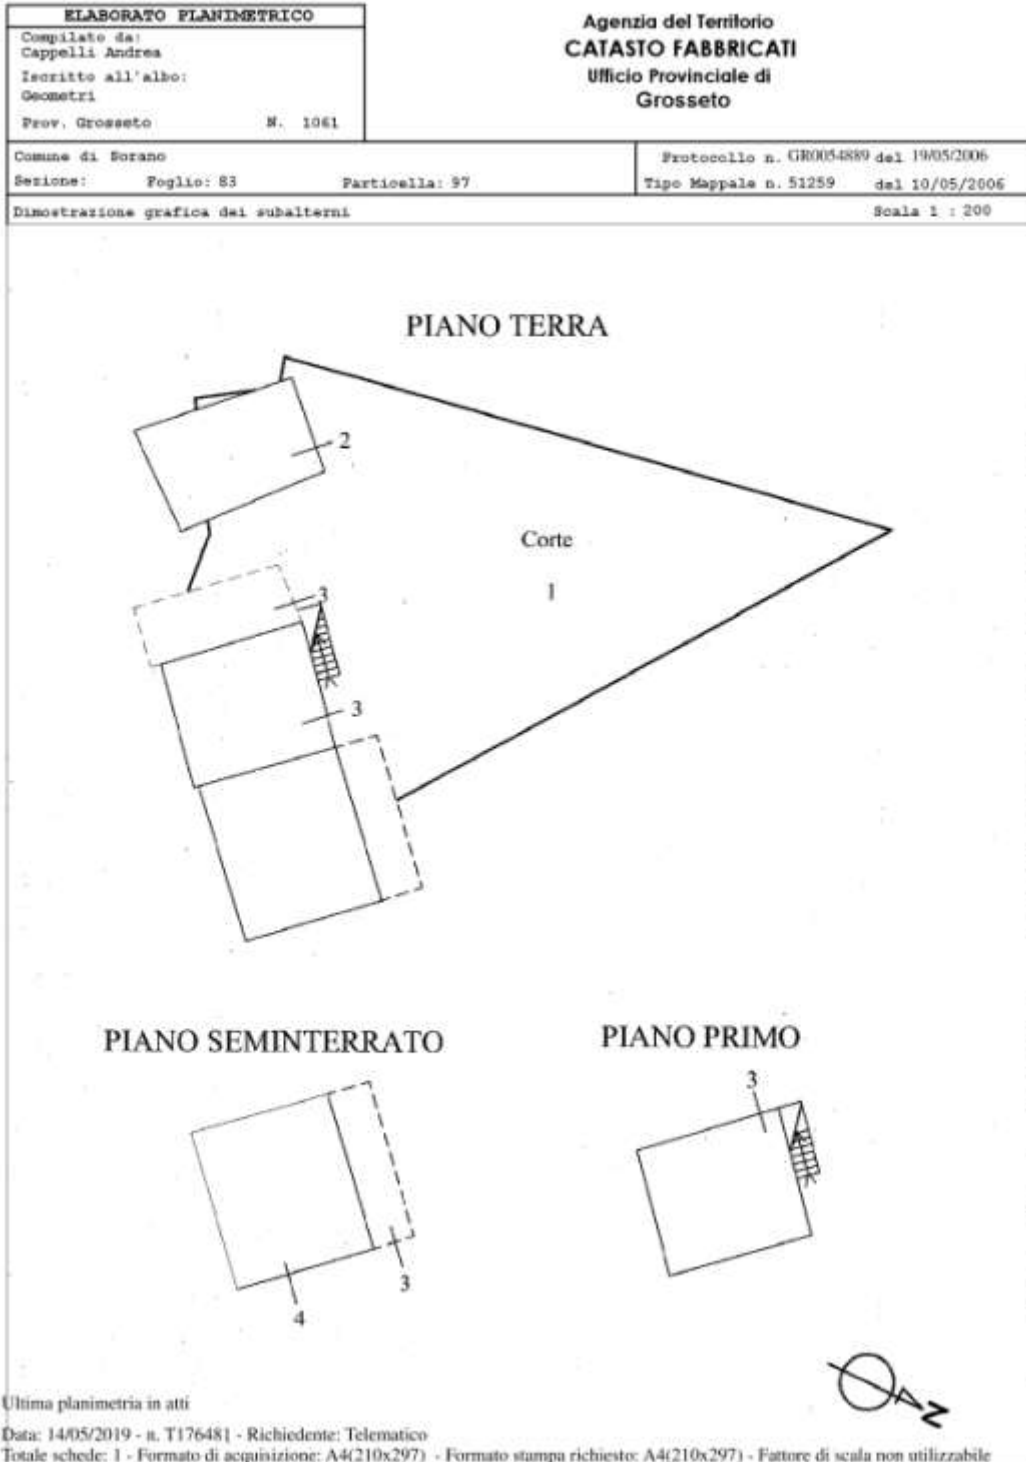 ELABORATO PLANIMETRICO
Compilato da:
Cappelli Andrea
Iscritto all'albo:
Geometri
Prov. Grosseto N. 1061
Agenzia del Territorio
CATASTO FABBRICATI
Ufficio Provinciale di
Grosseto
Comune di Sorano
Sezione: Foglio: 83 Particella: 97
Protocollo n. GR0054889 del 19/05/2006
Tipo Mappale n. 51259 del 10/05/2006
Dimostrazione grafica dei subalterni Scala 1 : 200
PIANO TERRA
2
Corte
1
3
3
PIANO SEMINTERRATO
3
4
PIANO PRIMO
3
N
Ultima planimetria in atti
Data: 14/05/2019 - n. T176481 - Richiedente: Telematico
Totale schede: 1 - Formato di acquisizione: A4(210x297) - Formato stampa richiesto: A4(210x297) - Fattore di scala non utilizzabile